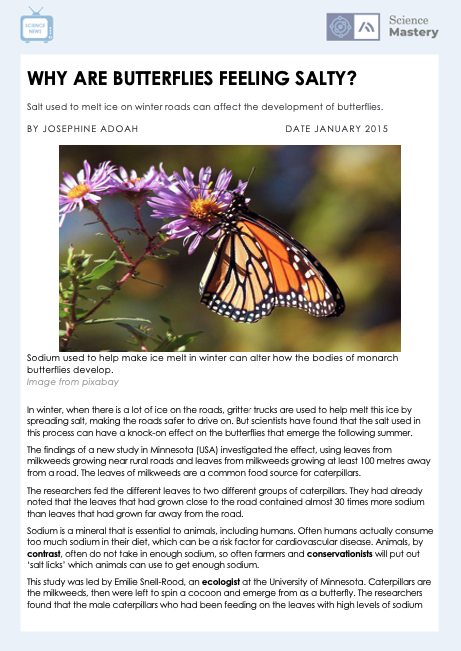 SCIENCE
NEWS
Science
Mastery
WHY ARE BUTTERFLIES FEELING SALTY?
Salt used to melt ice on winter roads can affect the development of butterflies.
BY JOSEPHINE ADOAH DATE JANUARY 2015
Sodium used to help make ice melt in winter can alter how the bodies of monarch
butterflies develop.
Image from pixabay
In winter, when there is a lot of ice on the roads, gritter trucks are used to help melt this ice by
spreading salt, making the roads safer to drive on. But scientists have found that the salt used in
this process can have a knock-on effect on the butterflies that emerge the following summer.
The findings of a new study in Minnesota (USA) investigated the effect, using leaves from
milkweeds growing near rural roads and leaves from milkweeds growing at least 100 metres away
from a road. The leaves of milkweeds are a common food source for caterpillars.
The researchers fed the different leaves to two different groups of caterpillars. They had already
noted that the leaves that had grown close to the road contained almost 30 times more sodium
than leaves that had grown far away from the road.
Sodium is a mineral that is essential to animals, including humans. Often humans actually consume
too much sodium in their diet, which can be a risk factor for cardiovascular disease. Animals, by
contrast, often do not take in enough sodium, so often farmers and conservationists will put out
‘salt licks’ which animals can use to get enough sodium.
This study was led by Emilie Snell-Rood, an ecologist at the University of Minnesota. Caterpillars are
the milkweeds, then were left to spin a cocoon and emerge from as a butterfly. The researchers
found that the male caterpillars who had been feeding on the leaves with high levels of sodium